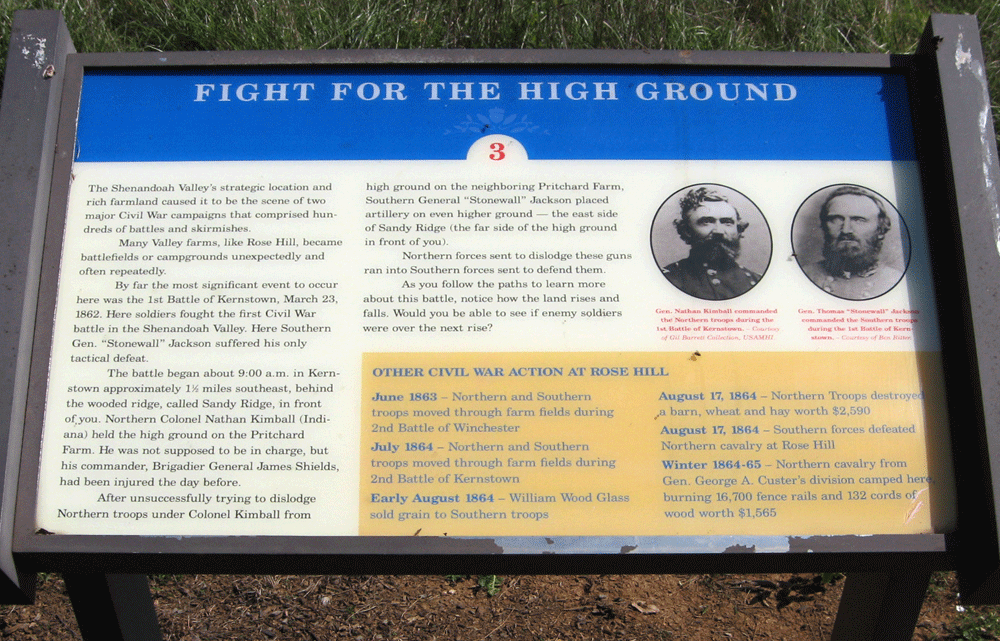 FIGHT FOR THE HIGH GROUND
3
The Shenandoah Valley's strategic location and
rich farmland caused it to be the scene of two
major Civil War campaigns that comprised hun-
dreds of battles and skirmishes.
Many Valley farms, like Rose Hill, became
battlefields or campgrounds unexpectedly and
often repeatedly.
By far the most significant event to occur
here was the 1st Battle of Kernstown, March 23,
1862. Here soldiers fought the first Civil War
battle in the Shenandoah Valley. Here Southern
Gen. "Stonewall" Jackson suffered his only
tactical defeat.
The battle began about 9:00 a.m. in Kern-
stown approximately 1½ miles southeast, behind
the wooded ridge, called Sandy Ridge, in front
of you. Northern Colonel Nathan Kimball (Indi-
ana) held the high ground on the Pritchard
Farm. He was not supposed to be in charge, but
his commander, Brigadier General James Shields,
had been injured the day before.
After unsuccessfully trying to dislodge
Northern troops under Colonel Kimball from
high ground on the neighboring Pritchard Farm,
Southern General "Stonewall" Jackson placed
artillery on even higher ground — the east side
of Sandy Ridge (the far side of the high ground
in front of you).
Northern forces sent to dislodge these guns
ran into Southern forces sent to defend them.
As you follow the paths to learn more
about this battle, notice how the land rises and
falls. Would you be able to see if enemy soldiers
were over the next rise?
Gen. Nathan Kimball commanded
the Northern troops during the
1st Battle of Kernstown. - Courtesy
of Gil Barrett Collection, USAMHI
Gen. Thomas "Stonewall" Jackson
commanded the Southern troops
during the 1st Battle of Kern-
stown. - Courtesy of Ben Ritter
OTHER CIVIL WAR ACTION AT ROSE HILL
June 1863 – Northern and Southern
troops moved through farm fields during
2nd Battle of Winchester
July 1864 – Northern and Southern
troops moved through farm fields during
2nd Battle of Kernstown
Early August 1864 – William Wood Glass
sold grain to Southern troops
August 17, 1864 – Northern Troops destroyed
a barn, wheat and hay worth $2,590
August 17, 1864 – Southern forces defeated
Northern cavalry at Rose Hill
Winter 1864-65 – Northern cavalry from
Gen. George A. Custer's division camped here,
burning 16,700 fence rails and 132 cords of
wood worth $1,565